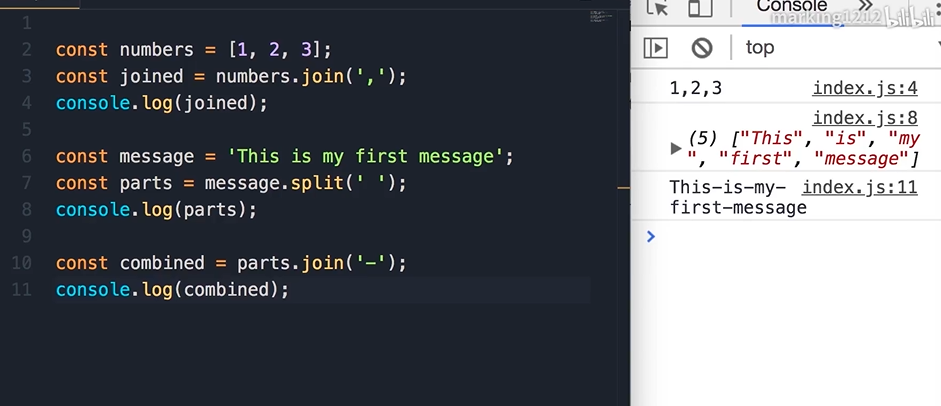 Console »
marking1212 bilibili
top
1
2 const numbers = [1, 2, 3];
3 const joined = numbers.join(',');
4 console.log(joined);
5
6 const message = 'This is my first message';
7 const parts = message.split(' ');
8 console.log(parts);
9
10 const combined = parts.join('-');
11 console.log(combined);
1,2,3 index.js:4
index.js:8
(5) ["This", "is", "my
", "first", "message"]
This-is-my- index.js:11
first-message
>